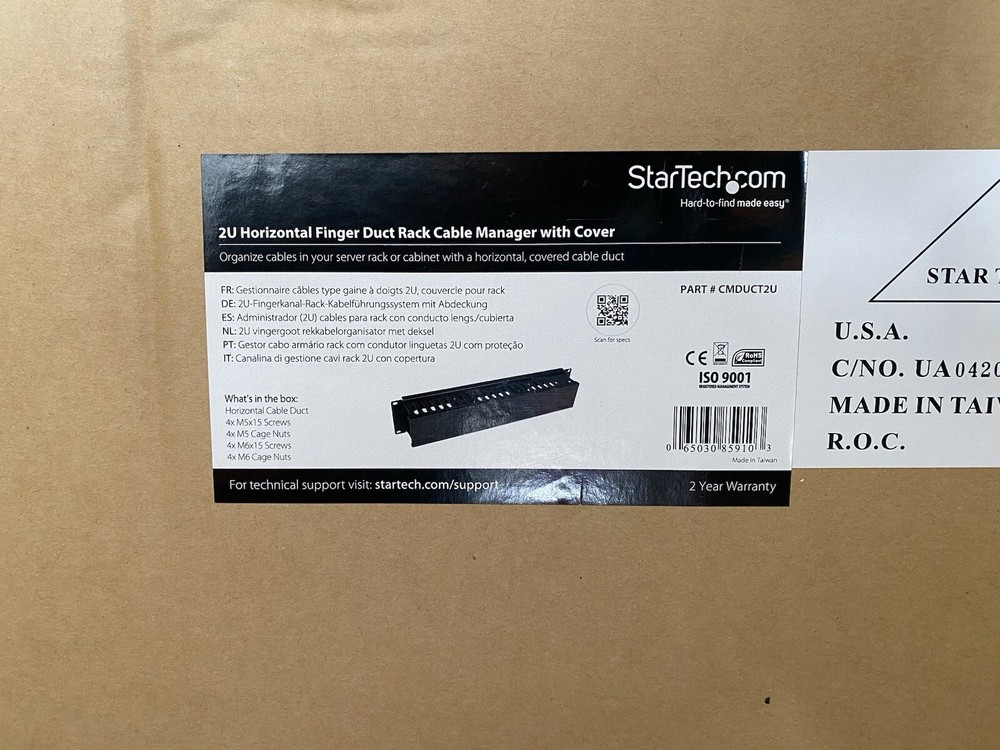 StarTech.com
Hard-to-find made easy®
2U Horizontal Finger Duct Rack Cable Manager with Cover
Organize cables in your server rack or cabinet with a horizontal, covered cable duct
FR: Gestionnaire câbles type gaine à doigts 2U, couvercle pour rack
DE: 2U-Fingerkanal-Rack-Kabelführungssystem mit Abdeckung
ES: Administrador (2U) cables para rack con conducto lengs./cubierta
NL: 2U vingergoot rekkabelorganisator met deksel
PT: Gestor cabo armário rack com condutor linguetas 2U com proteção
IT: Canalina di gestione cavi rack 2U con copertura
Scan for specs
PART # CMDUCT2U
CE
RoHS
Compliant
ISO 9001
REGISTERED MANAGEMENT SYSTEM
What's in the box:
Horizontal Cable Duct
4x M5x15 Screws
4x M5 Cage Nuts
4x M6x15 Screws
4x M6 Cage Nuts
0 65030 85910 3
Made in Taiwan
For technical support visit: startech.com/support
2 Year Warranty
STAR
U.S.A.
C/NO. UA 0420
MADE IN TAI
R.O.C.